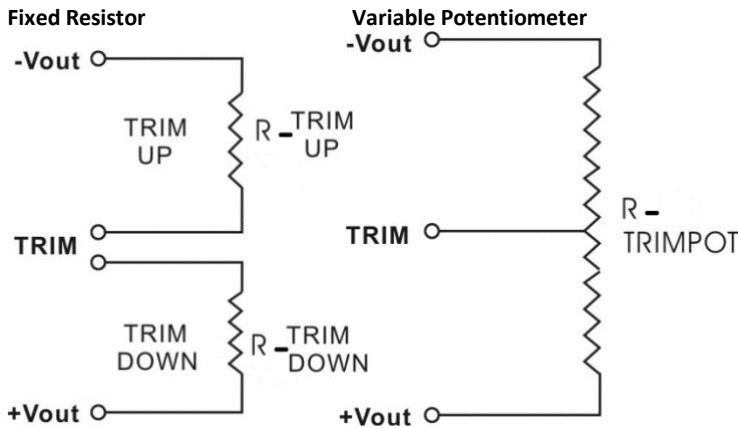 Fixed Resistor
-Vout
TRIM
UP
R - TRIM
UP
TRIM
TRIM
DOWN
R - TRIM
DOWN
+Vout
Variable Potentiometer
-Vout
TRIM
R -
TRIMPOT
+Vout